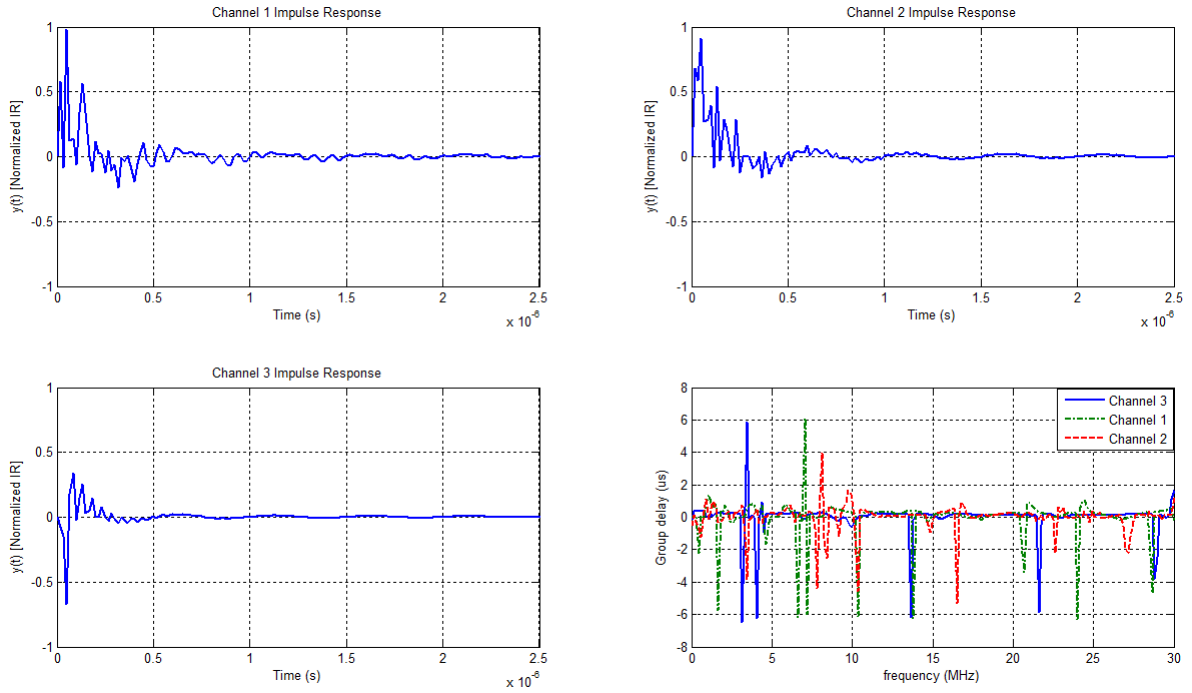 Channel 1 Impulse Response
1
0.5
0
-0.5
-1
y(t) [Normalized IR]
0 0.5 1 1.5 2 2.5
Time (s)
x 10^-6
Channel 2 Impulse Response
1
0.5
0
-0.5
-1
y(t) [Normalized IR]
0 0.5 1 1.5 2 2.5
Time (s)
x 10^-6
Channel 3 Impulse Response
1
0.5
0
-0.5
-1
y(t) [Normalized IR]
0 0.5 1 1.5 2 2.5
Time (s)
x 10^-6
8
6
4
2
0
-2
-4
-6
-8
Group delay (us)
Channel 3
Channel 1
Channel 2
0 5 10 15 20 25 30
frequency (MHz)